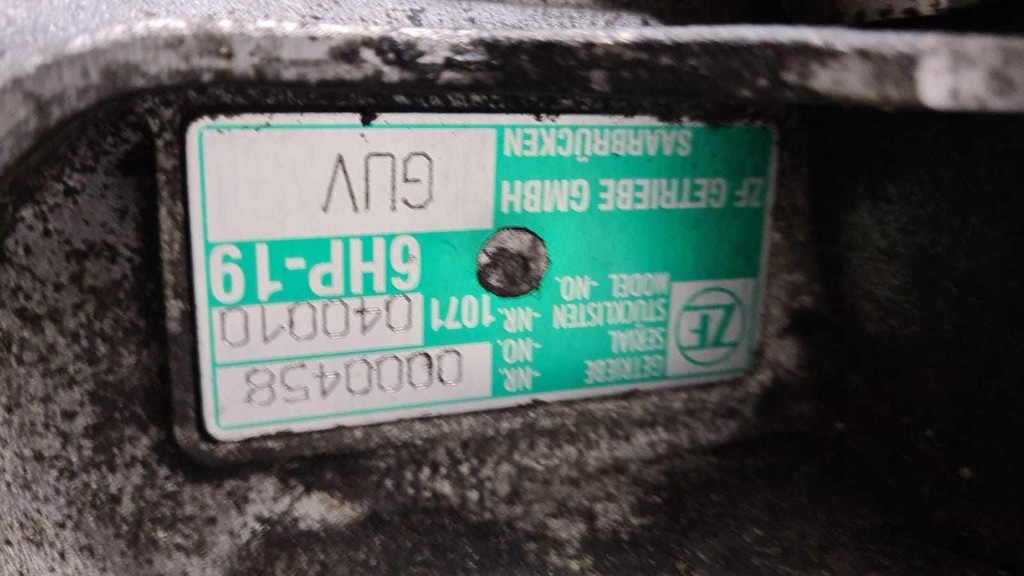 ZF GETRIEBE -NR. 0000458
SERIAL -NO.
STÜCKLISTEN -NR. 1071 040010
MODEL -NO. 6HP-19
ZF GETRIEBE GMBH GUV
SAARBRÜCKEN